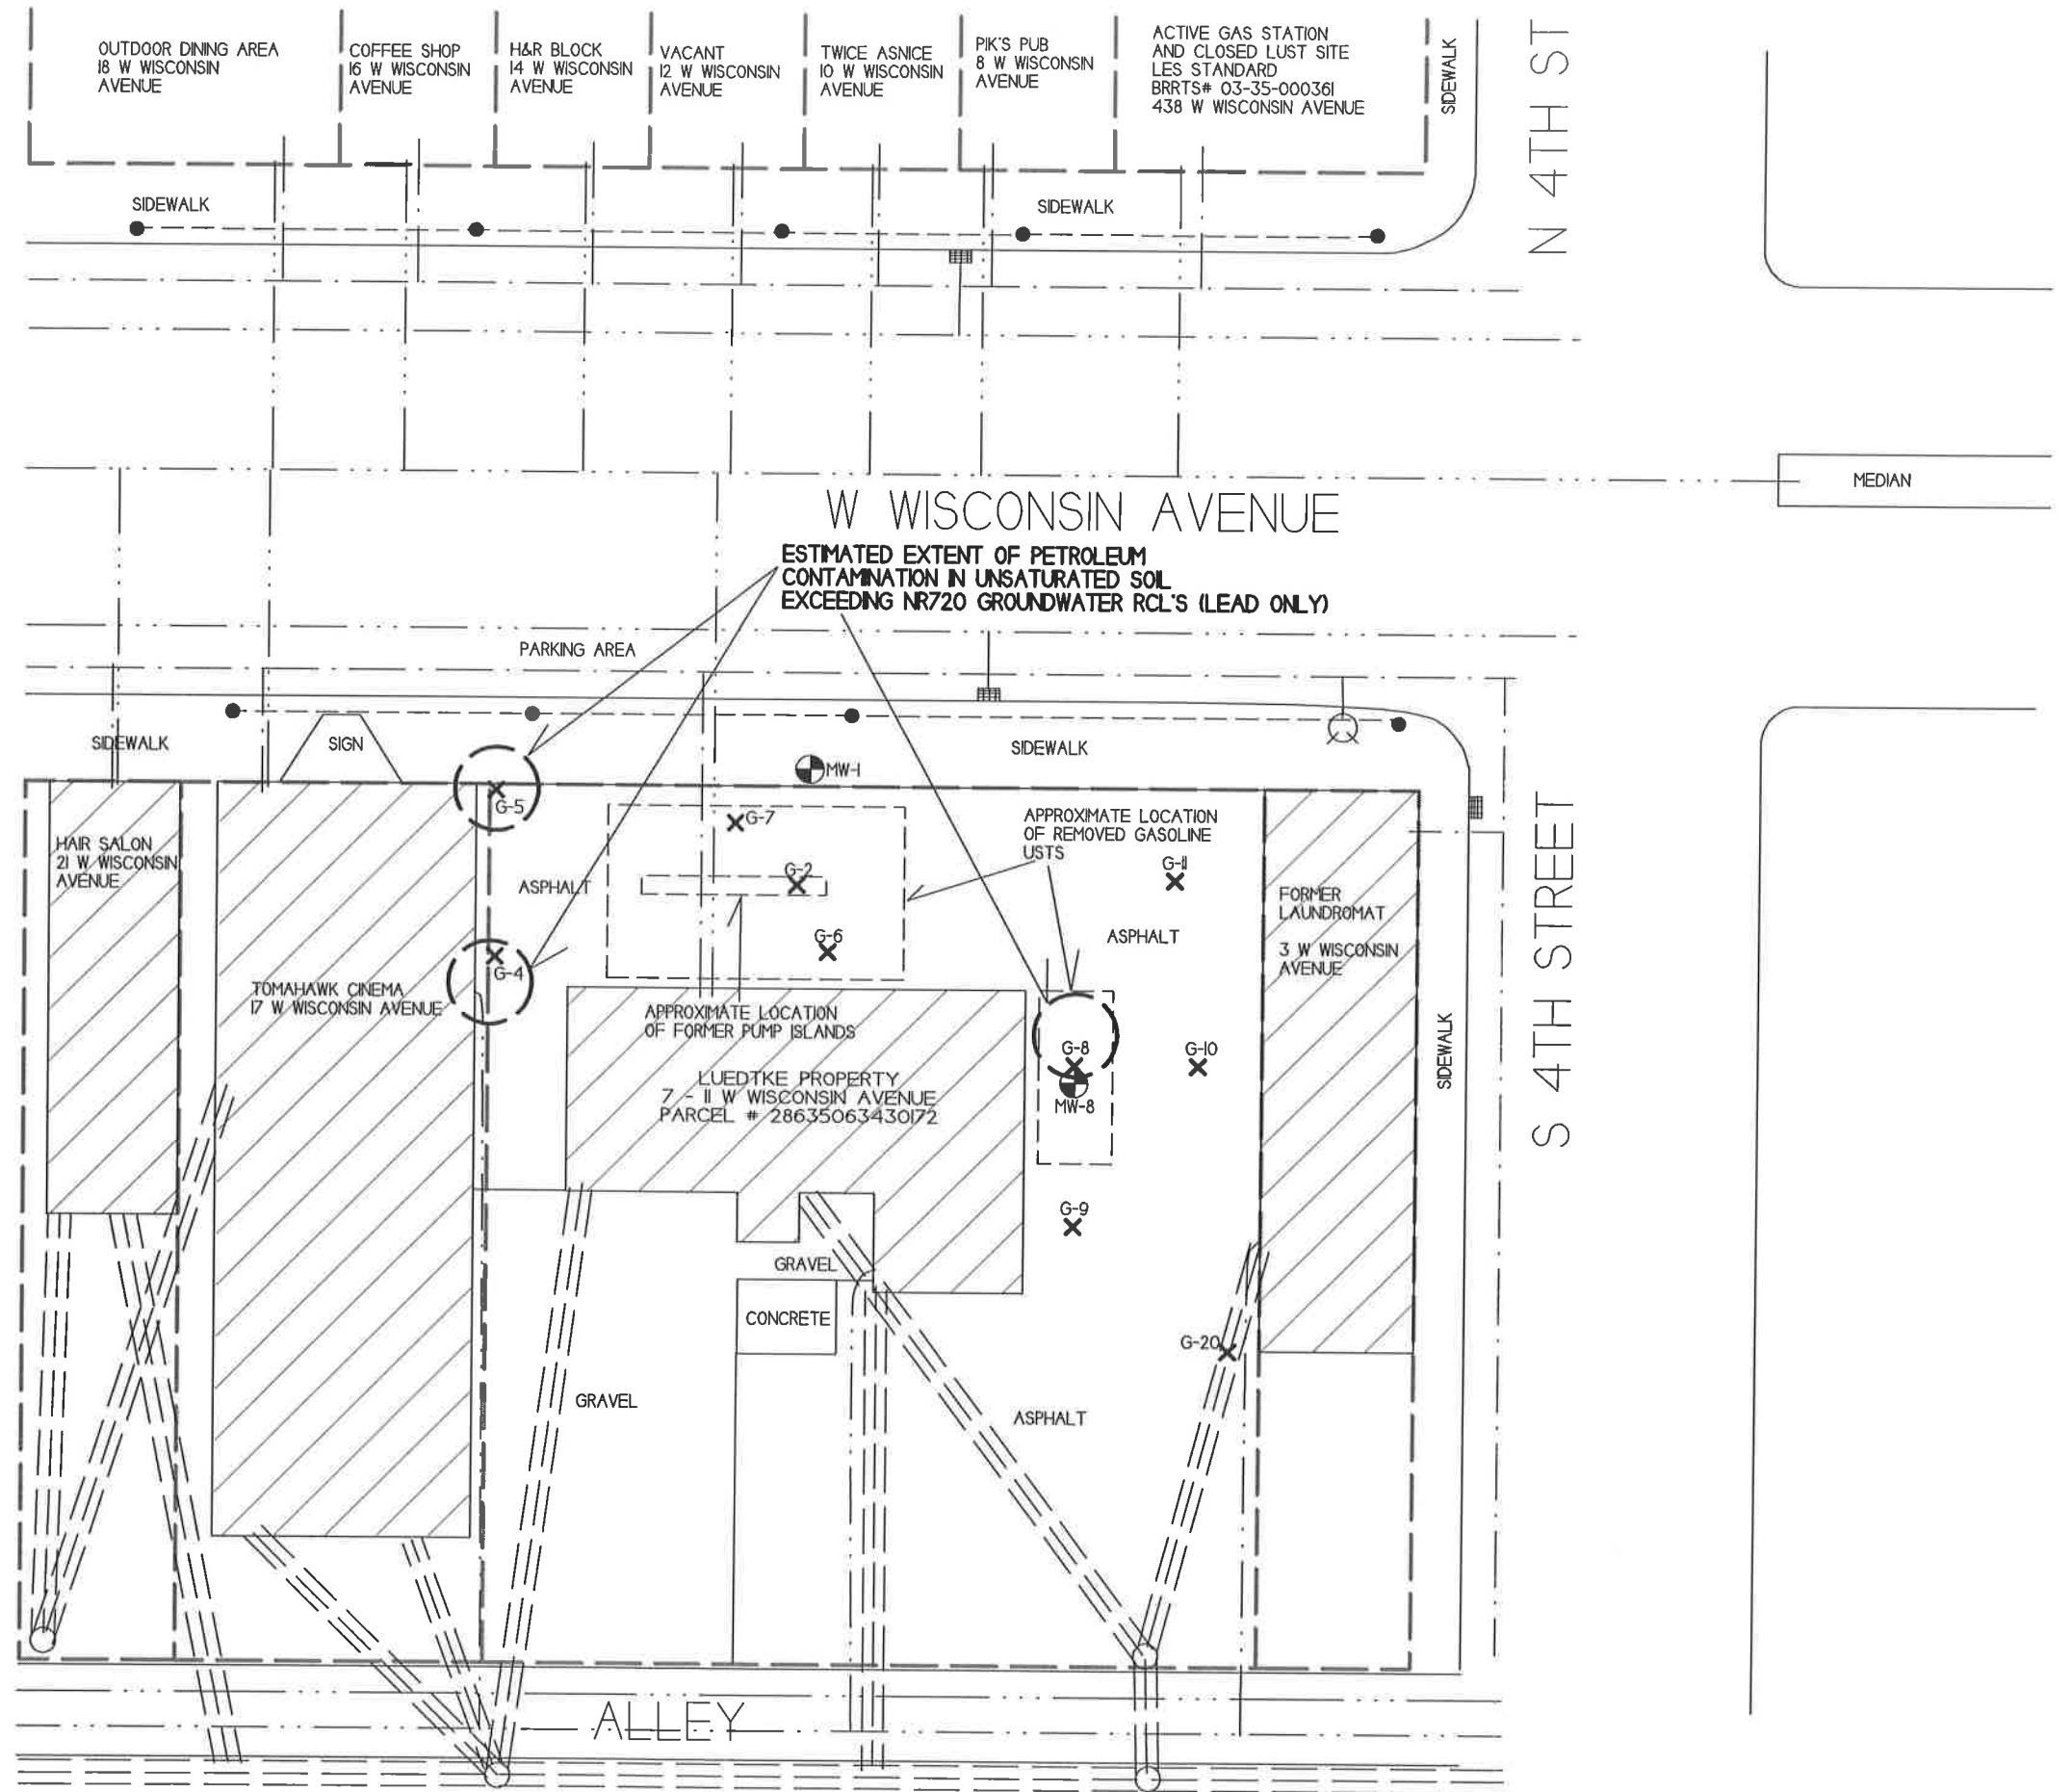 OUTDOOR DINING AREA
18 W WISCONSIN
AVENUE
COFFEE SHOP
16 W WISCONSIN
AVENUE
H&R BLOCK
14 W WISCONSIN
AVENUE
VACANT
12 W WISCONSIN
AVENUE
TWICE ASNICE
10 W WISCONSIN
AVENUE
PIK'S PUB
8 W WISCONSIN
AVENUE
ACTIVE GAS STATION
AND CLOSED LUST SITE
LES STANDARD
BRRTS# 03-35-000361
438 W WISCONSIN AVENUE
SIDEWALK
N 4TH ST
SIDEWALK
SIDEWALK
MEDIAN
W WISCONSIN AVENUE
ESTIMATED EXTENT OF PETROLEUM
CONTAMINATION IN UNSATURATED SOIL
EXCEEDING NR720 GROUNDWATER RCL'S (LEAD ONLY)
PARKING AREA
SIDEWALK
SIGN
SIDEWALK
MW-1
G-5
G-7
APPROXIMATE LOCATION
OF REMOVED GASOLINE
USTS
HAIR SALON
21 W WISCONSIN
AVENUE
ASPHALT
G-2
G-11
FORMER
LAUNDROMAT
3 W WISCONSIN
AVENUE
G-6
ASPHALT
G-4
TOMAHAWK CINEMA
17 W WISCONSIN AVENUE
APPROXIMATE LOCATION
OF FORMER PUMP ISLANDS
G-8
G-10
MW-8
LUEDTKE PROPERTY
7 - 11 W WISCONSIN AVENUE
PARCEL # 28635063430172
SIDEWALK
S 4TH STREET
G-9
GRAVEL
CONCRETE
G-20
GRAVEL
ASPHALT
ALLEY